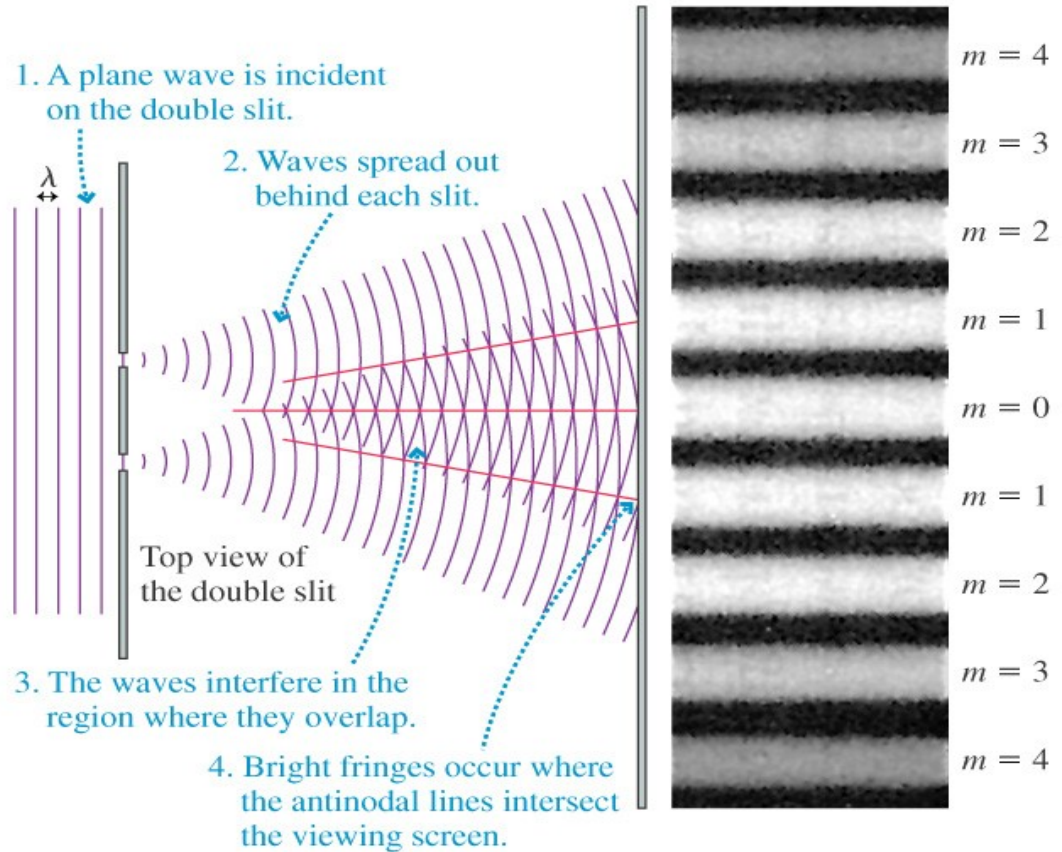 1. A plane wave is incident
on the double slit.
λ
2. Waves spread out
behind each slit.
Top view of
the double slit
3. The waves interfere in the
region where they overlap.
4. Bright fringes occur where
the antinodal lines intersect
the viewing screen.
m = 4
m = 3
m = 2
m = 1
m = 0
m = 1
m = 2
m = 3
m = 4